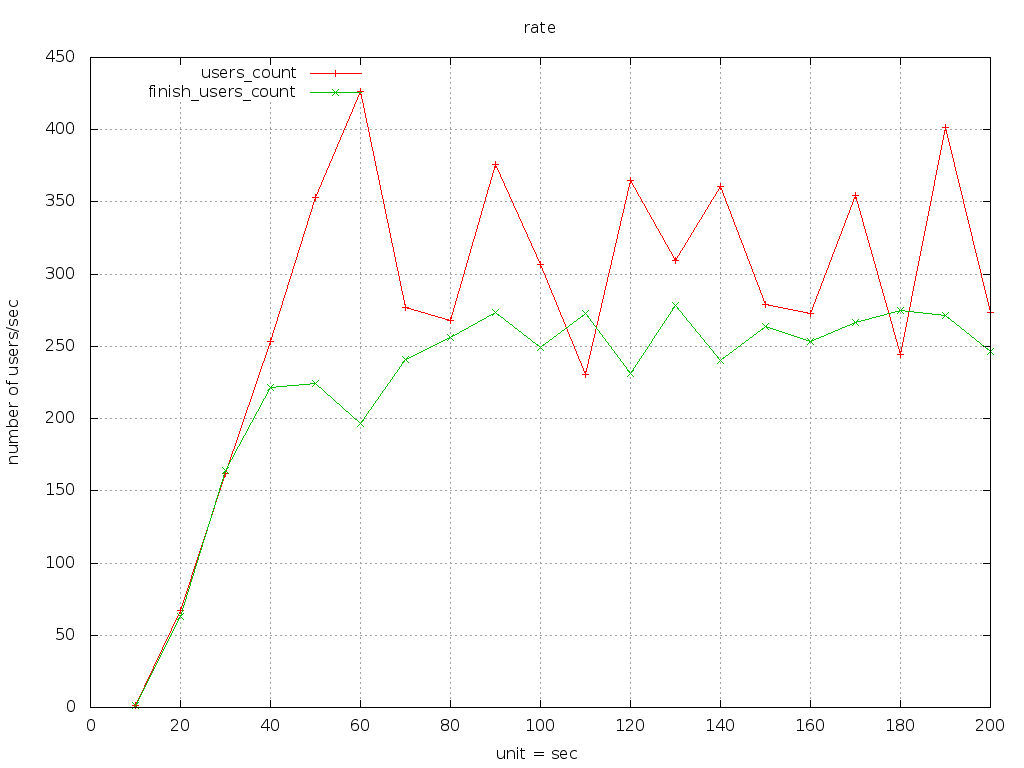 rate
450
400
350
300
250
200
150
100
50
0
users_count
finish_users_count
number of users/sec
0 20 40 60 80 100 120 140 160 180 200
unit = sec